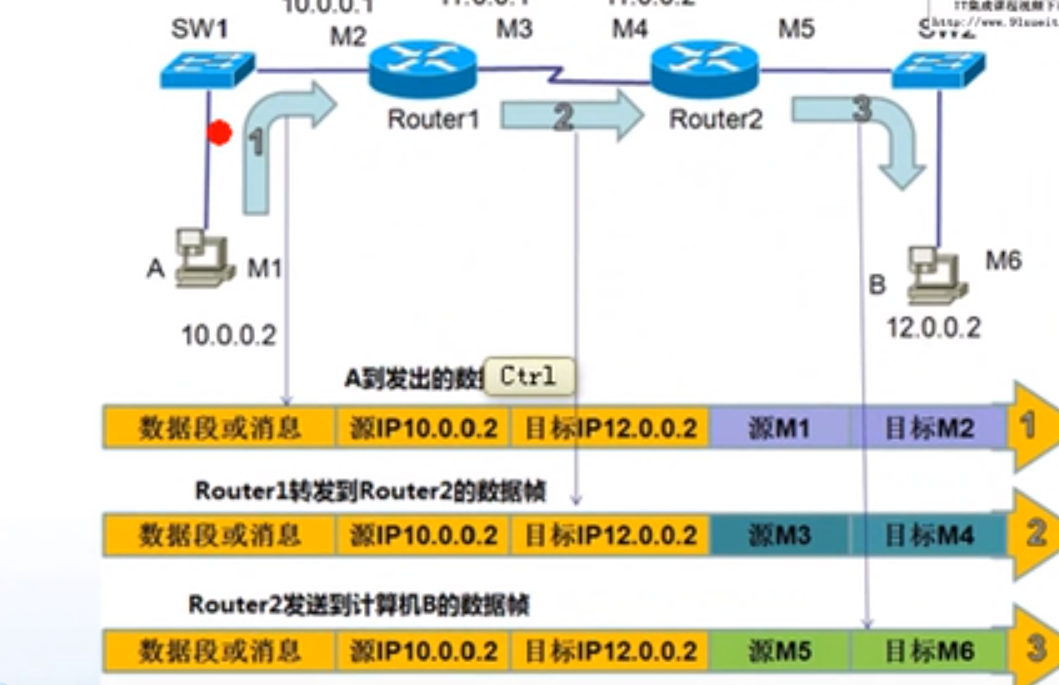 IT集成课程视频下
http://www.91xueit
10.0.0.1
SW1
M2
M3
M4
M5
Router1
Router2
1
2
3
A
M1
10.0.0.2
B
M6
12.0.0.2
A到发出的数
Ctrl
数据段或消息 源IP10.0.0.2 目标IP12.0.0.2 源M1 目标M2 1
Router1转发到Router2的数据帧
数据段或消息 源IP10.0.0.2 目标IP12.0.0.2 源M3 目标M4 2
Router2发送到计算机B的数据帧
数据段或消息 源IP10.0.0.2 目标IP12.0.0.2 源M5 目标M6 3